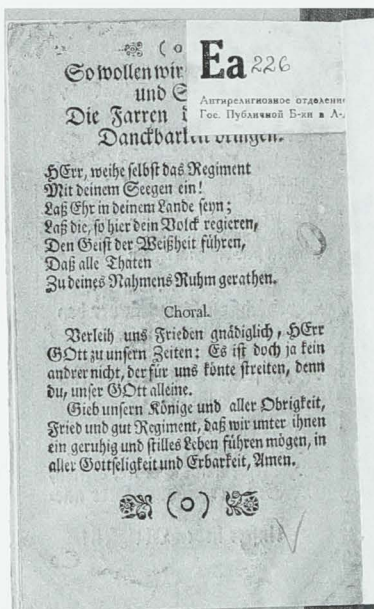 ( o
So wollen wir
und S
Die Farren
Danckbarkeit bringen.
Ea 226
Антирелигиозное отделение
Гос. Публичной Б-ки в Л-
HErr, weihe selbst das Regiment
Mit deinem Seegen ein!
Laß Ehr in deinem Lande seyn;
Laß die, so hier dein Volck regieren,
Den Geist der Weißheit führen,
Daß alle Thaten
Zu deines Nahmens Ruhm gerathen.
Choral.
Verleih uns Frieden gnädiglich, HErr
GOtt zu unsern Zeiten: Es ist doch ja kein
andrer nicht, der für uns könte streiten, denn
du, unser GOtt alleine.
Gieb unserm Könige und aller Obrigkeit,
Fried und gut Regiment, daß wir unter ihnen
ein geruhig und stilles Leben führen mögen, in
aller Gottseligkeit und Erbarkeit, Amen.
(o)